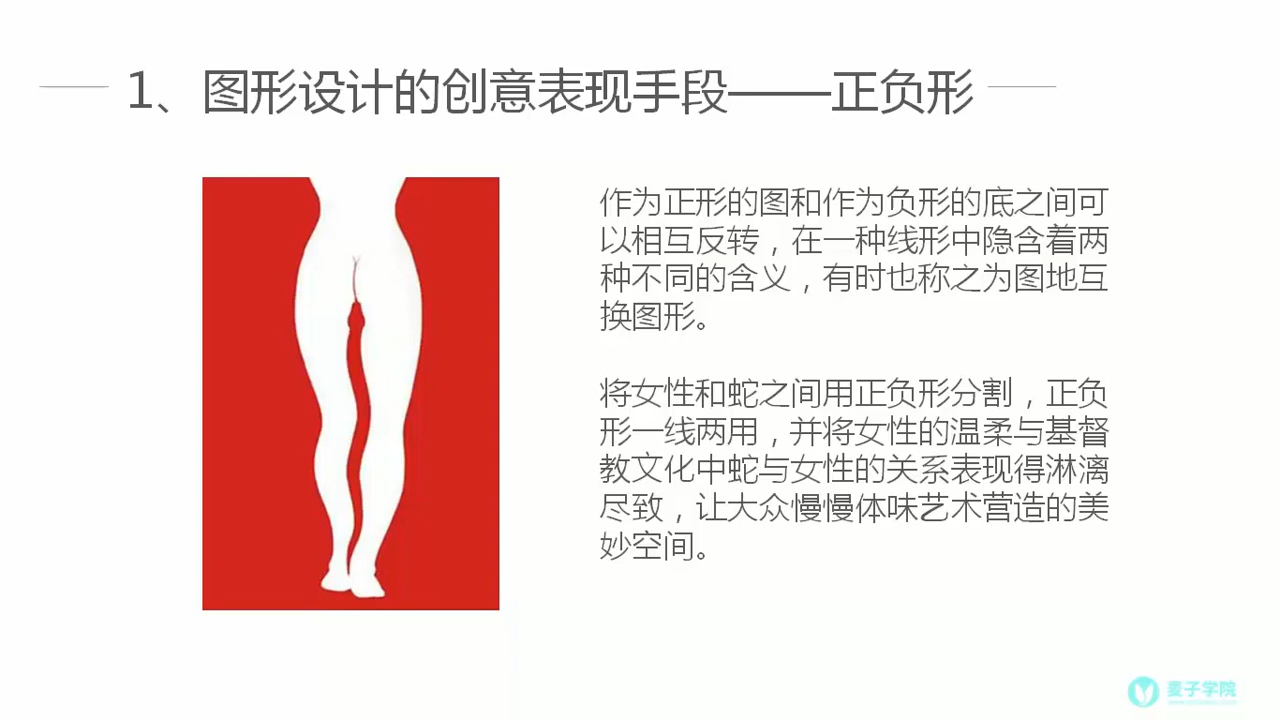 1、图形设计的创意表现手段——正负形
作为正形的图和作为负形的底之间可
以相互反转，在一种线形中隐含着两
种不同的含义，有时也称之为图地互
换图形。
将女性和蛇之间用正负形分割，正负
形一线两用，并将女性的温柔与基督
教文化中蛇与女性的关系表现得淋漓
尽致，让大众慢慢体味艺术营造的美
妙空间。
麦子学院